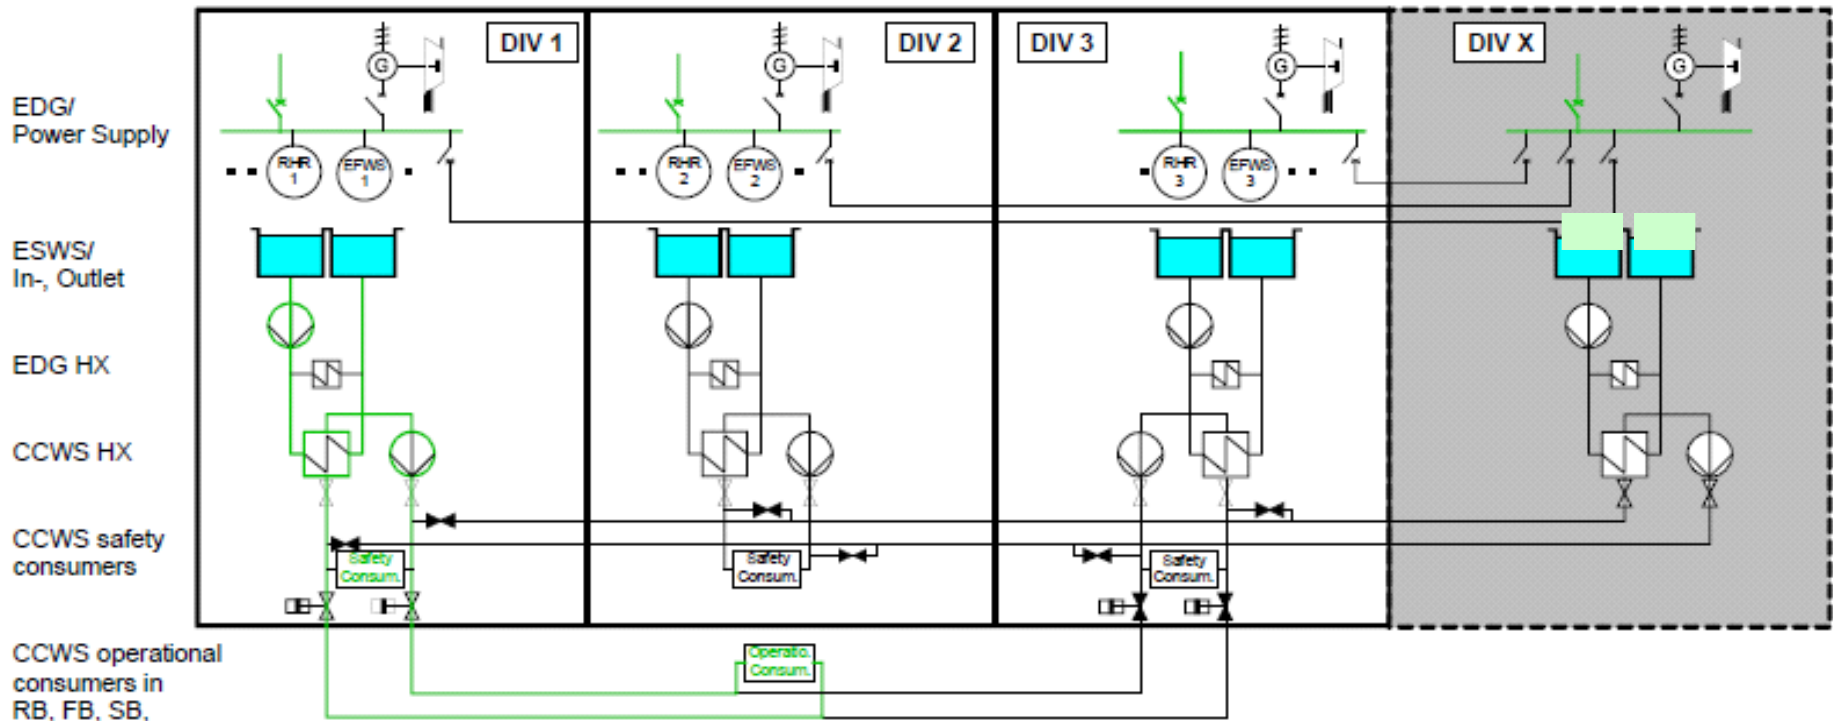 DIV 1
DIV 2
DIV 3
DIV X
G
G
G
G
EDG/
Power Supply
RHR
1
EFWS
1
RHR
2
EFWS
2
RHR
3
EFWS
3
ESWS/
In-, Outlet
EDG HX
CCWS HX
CCWS safety
consumers
Safety
Consum.
Safety
Consum.
Safety
Consum.
CCWS operational
consumers in
RB, FB, SB,
Operatio.
Consum.